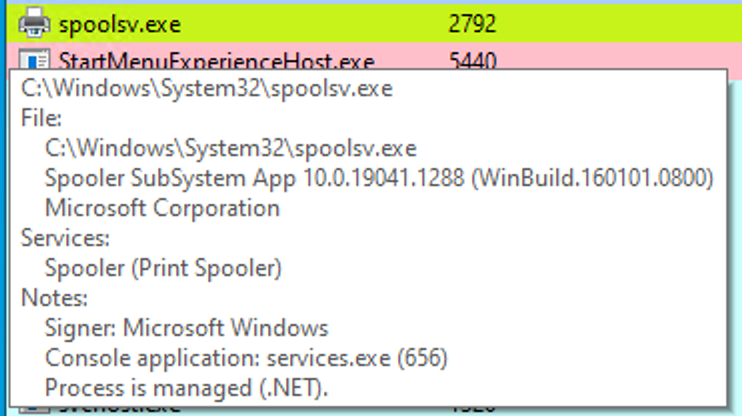 spoolsv.exe 2792
StartMenuExperienceHost.exe 5440
C:\Windows\System32\spoolsv.exe
File:
C:\Windows\System32\spoolsv.exe
Spooler SubSystem App 10.0.19041.1288 (WinBuild.160101.0800)
Microsoft Corporation
Services:
Spooler (Print Spooler)
Notes:
Signer: Microsoft Windows
Console application: services.exe (656)
Process is managed (.NET).